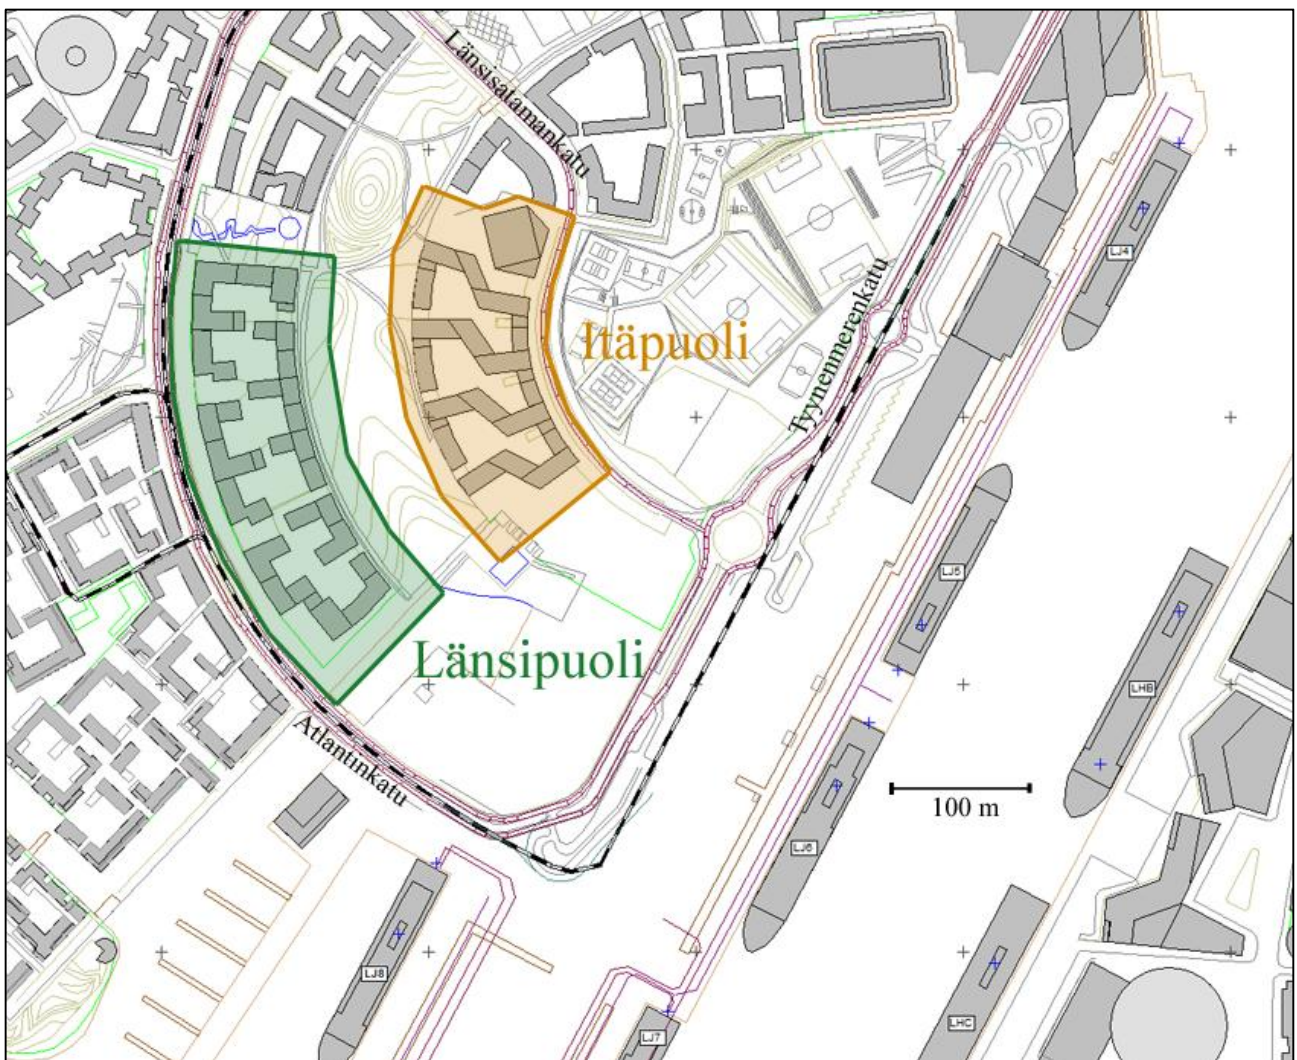 Länsisatamankatu
LJ4
Itäpuoli
Tyynenmerenkatu
LJ5
Länsipuoli
LHB
Atlantinkatu
100 m
LJ6
LJ8
LHC
LJ7